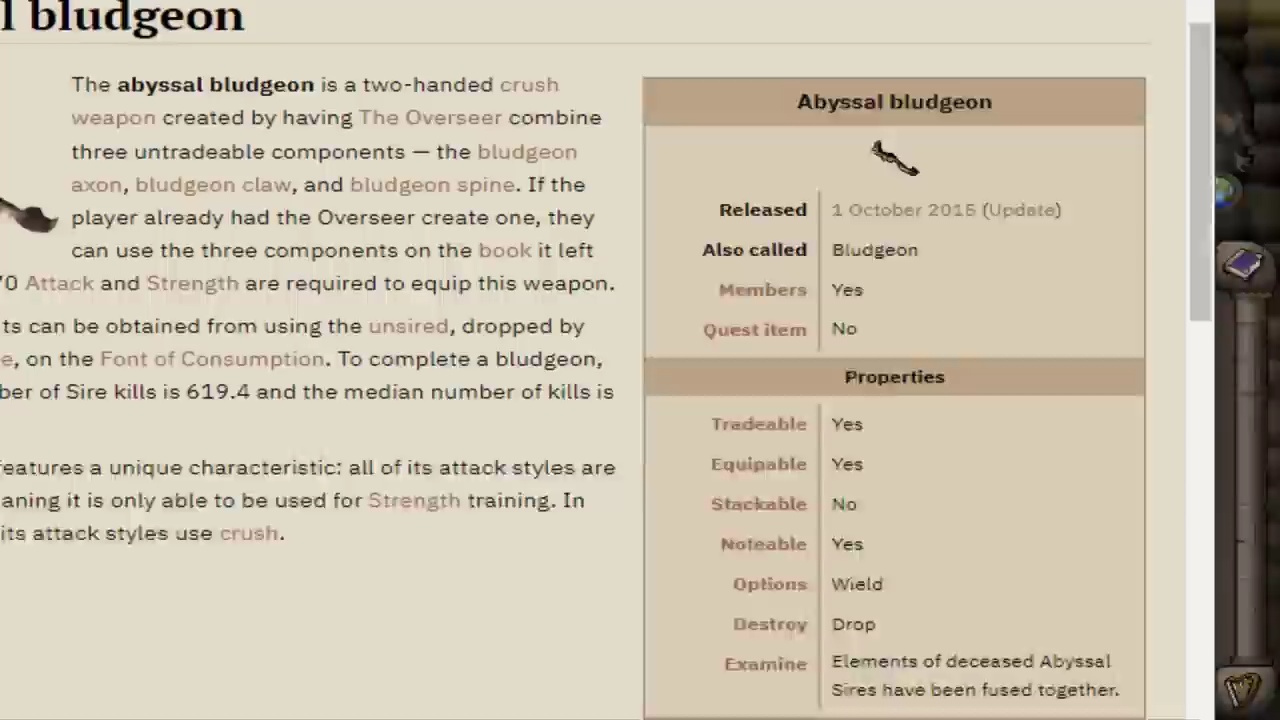 l bludgeon
The abyssal bludgeon is a two-handed crush
weapon created by having The Overseer combine
three untradeable components — the bludgeon
axon, bludgeon claw, and bludgeon spine. If the
player already had the Overseer create one, they
can use the three components on the book it left
70 Attack and Strength are required to equip this weapon.
ts can be obtained from using the unsired, dropped by
e, on the Font of Consumption. To complete a bludgeon,
ber of Sire kills is 619.4 and the median number of kills is
features a unique characteristic: all of its attack styles are
aning it is only able to be used for Strength training. In
its attack styles use crush.
Abyssal bludgeon
Released 1 October 2015 (Update)
Also called Bludgeon
Members Yes
Quest item No
Properties
Tradeable Yes
Equipable Yes
Stackable No
Noteable Yes
Options Wield
Destroy Drop
Examine Elements of deceased Abyssal
Sires have been fused together.